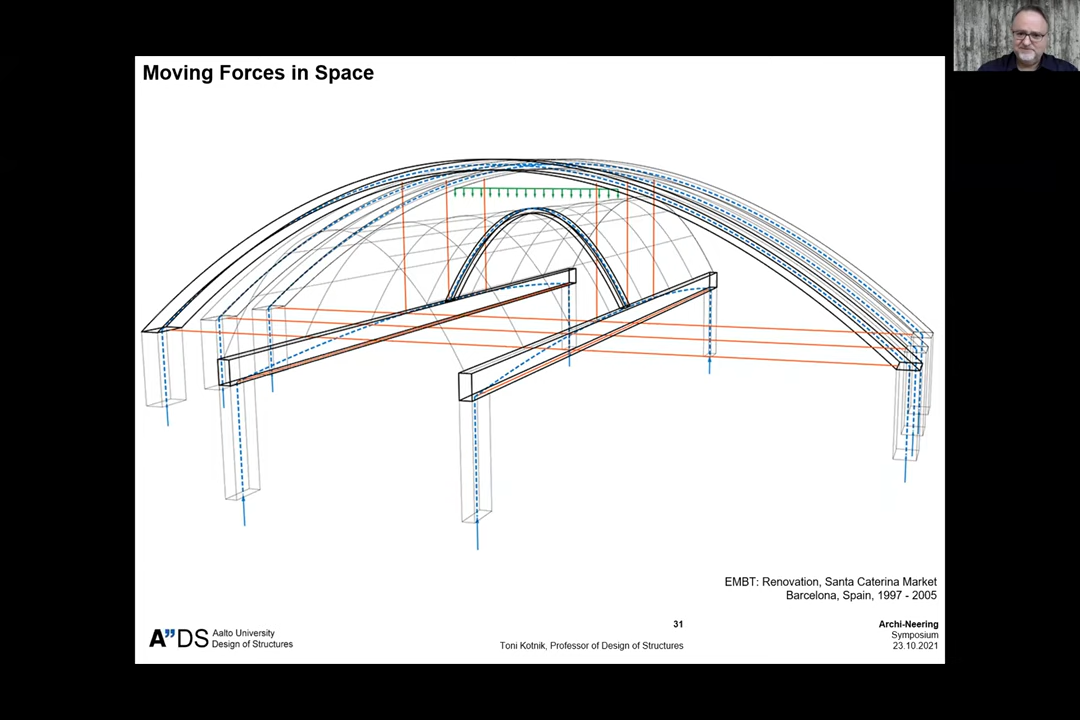 Moving Forces in Space
EMBT: Renovation, Santa Caterina Market
Barcelona, Spain, 1997 - 2005
A”DS Aalto University
Design of Structures
31
Toni Kotnik, Professor of Design of Structures
Archi-Neering
Symposium
23.10.2021